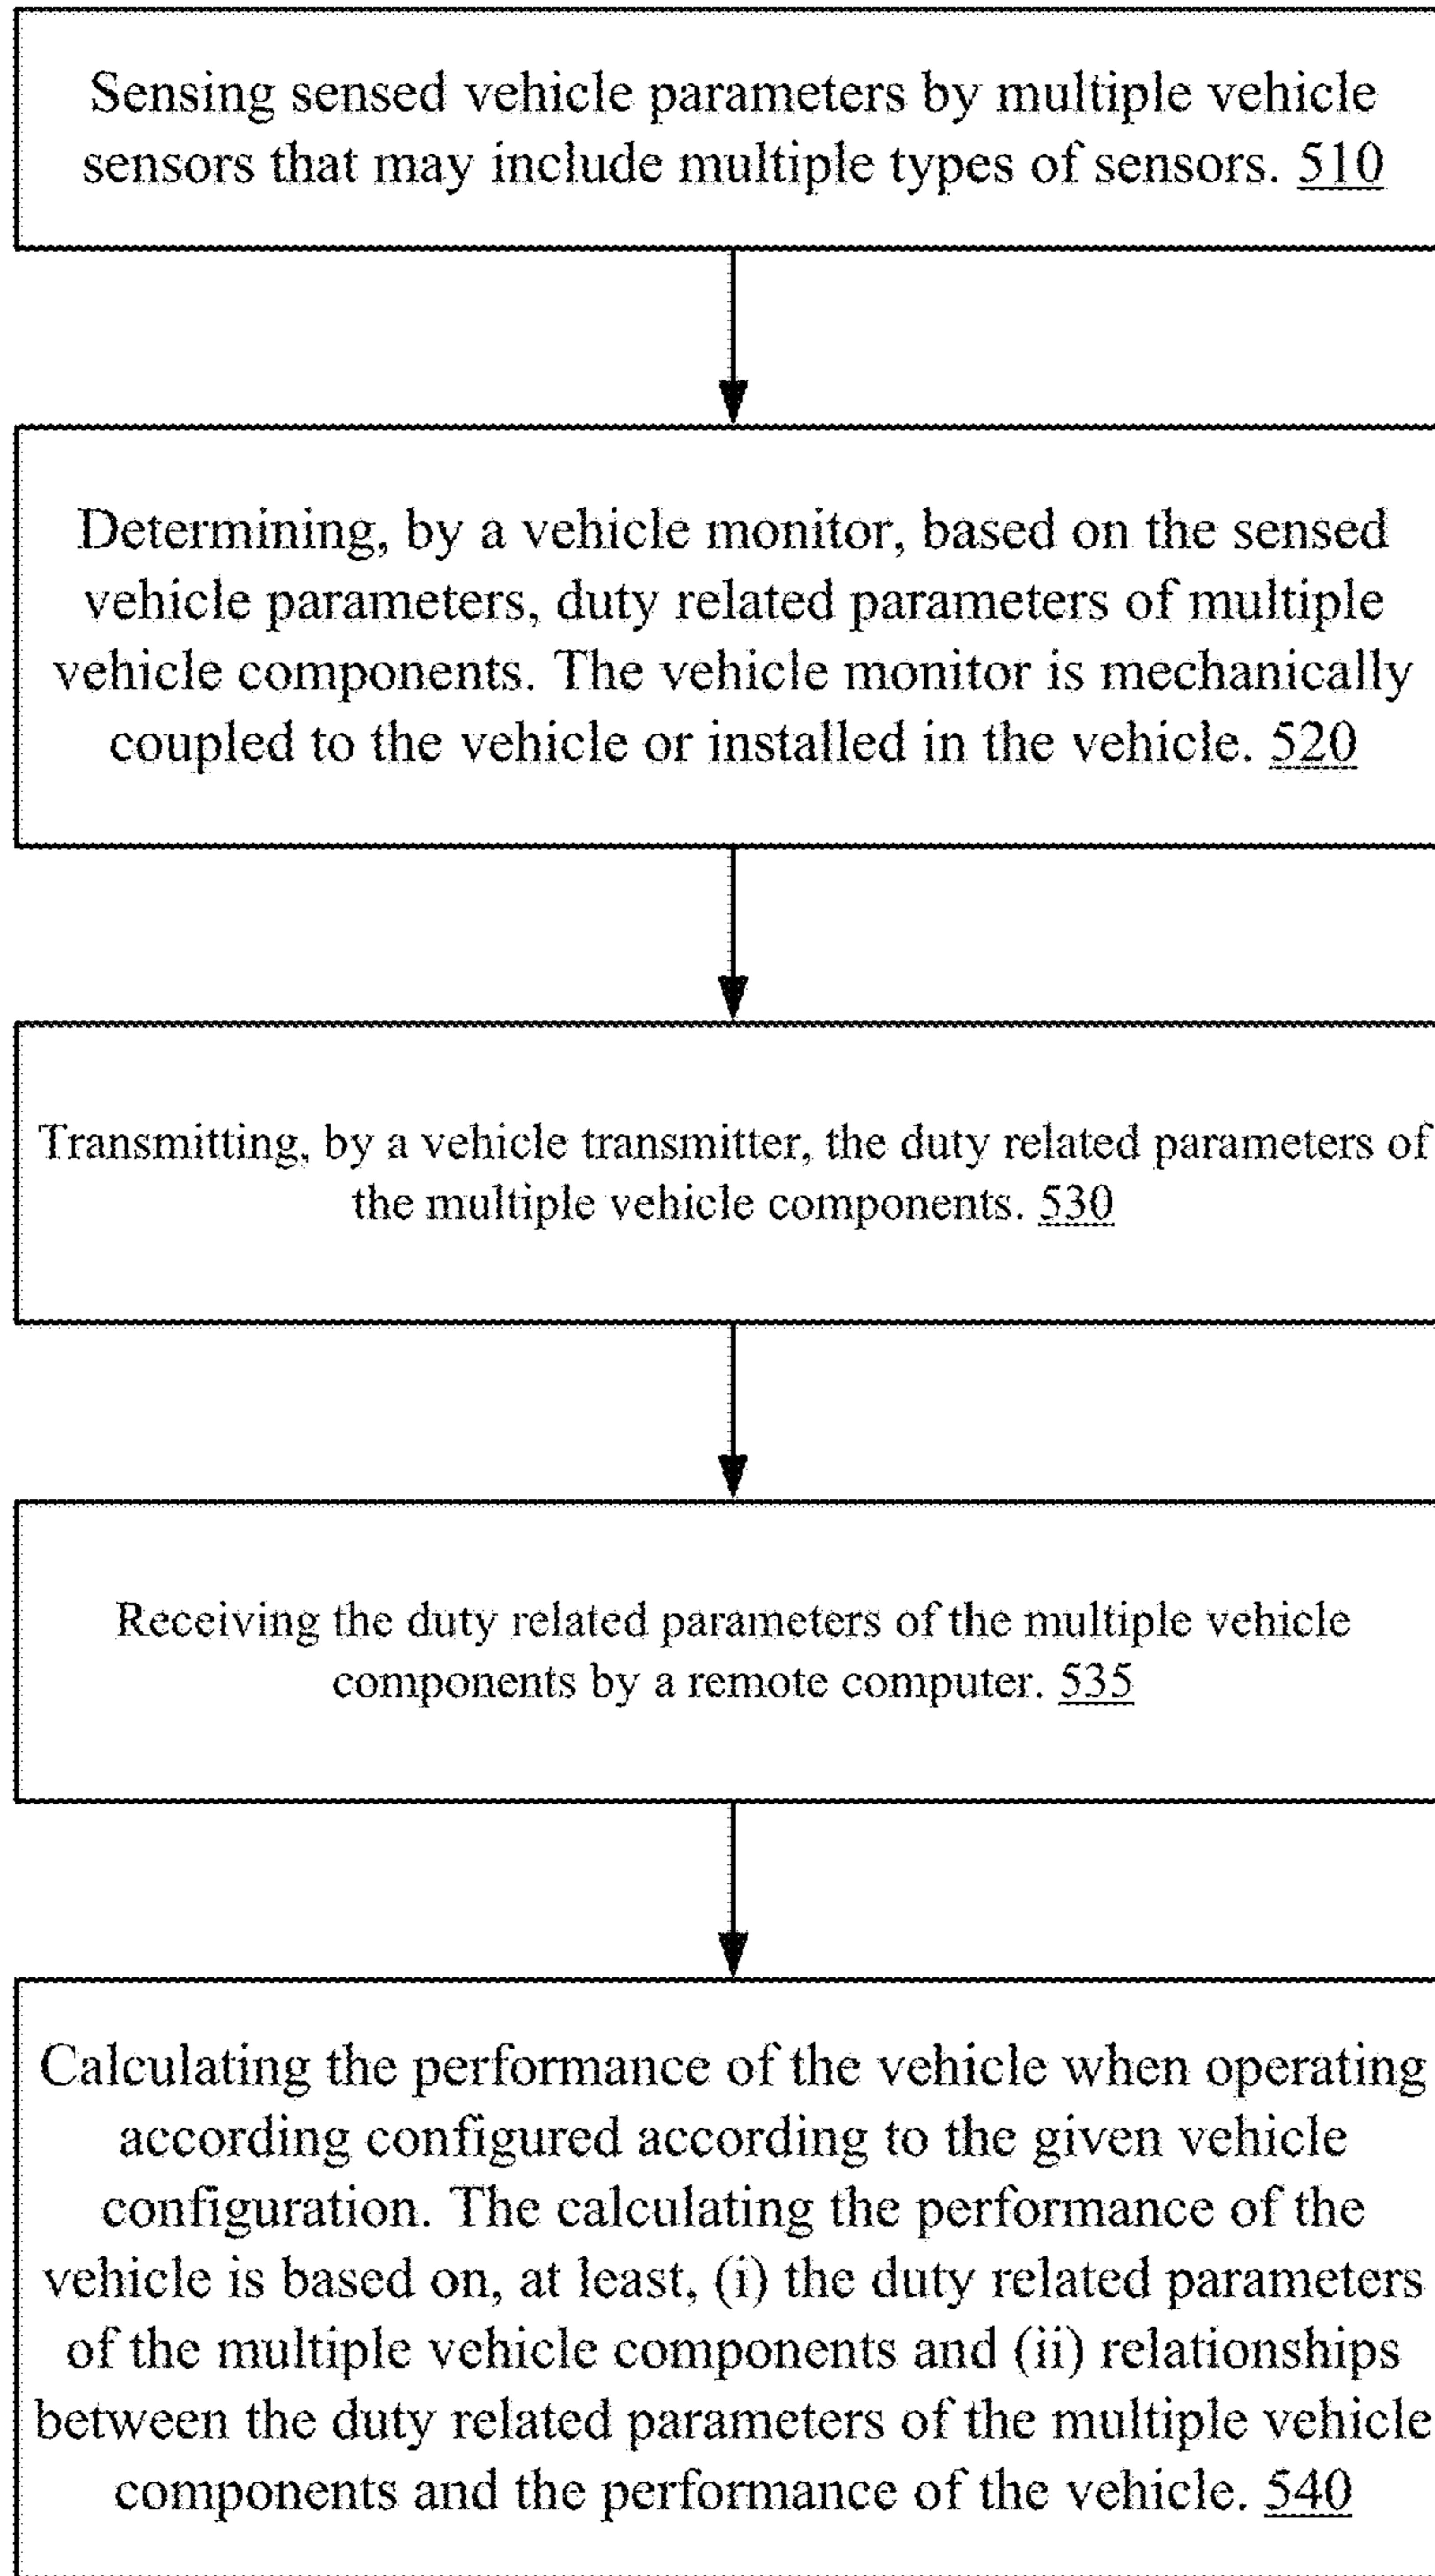 Sensing sensed vehicle parameters by multiple vehicle
sensors that may include multiple types of sensors. 510
Determining, by a vehicle monitor, based on the sensed
vehicle parameters, duty related parameters of multiple
vehicle components. The vehicle monitor is mechanically
coupled to the vehicle or installed in the vehicle. 520
Transmitting, by a vehicle transmitter, the duty related parameters of
the multiple vehicle components. 530
Receiving the duty related parameters of the multiple vehicle
components by a remote computer. 535
Calculating the performance of the vehicle when operating
according configured according to the given vehicle
configuration. The calculating the performance of the
vehicle is based on, at least, (i) the duty related parameters
of the multiple vehicle components and (ii) relationships
between the duty related parameters of the multiple vehicle
components and the performance of the vehicle. 540